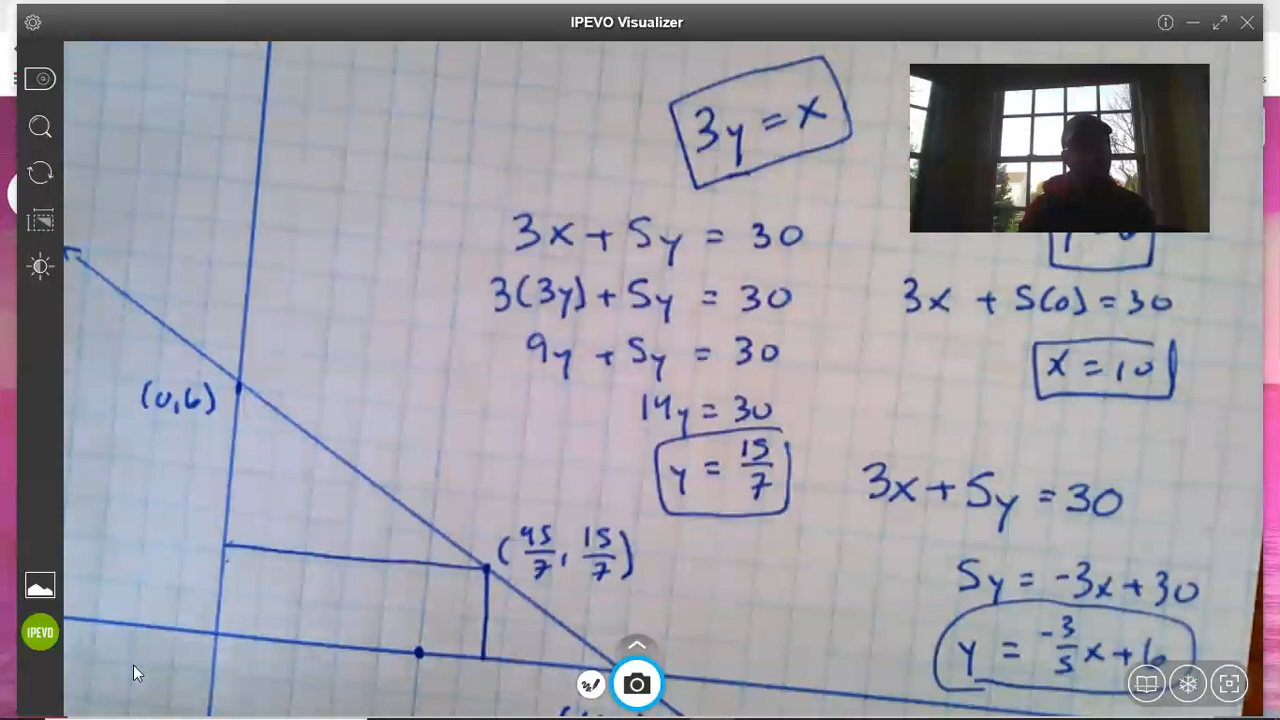 IPEVO Visualizer
3y = x
3x + 5y = 30
3(3y) + 5y = 30
9y + 5y = 30
14y = 30
y = 15/7
3x + 5(0) = 30
x = 10
3x + 5y = 30
5y = -3x + 30
y = -3/5 x + 6
(0,6)
(45/7, 15/7)
IPEVO